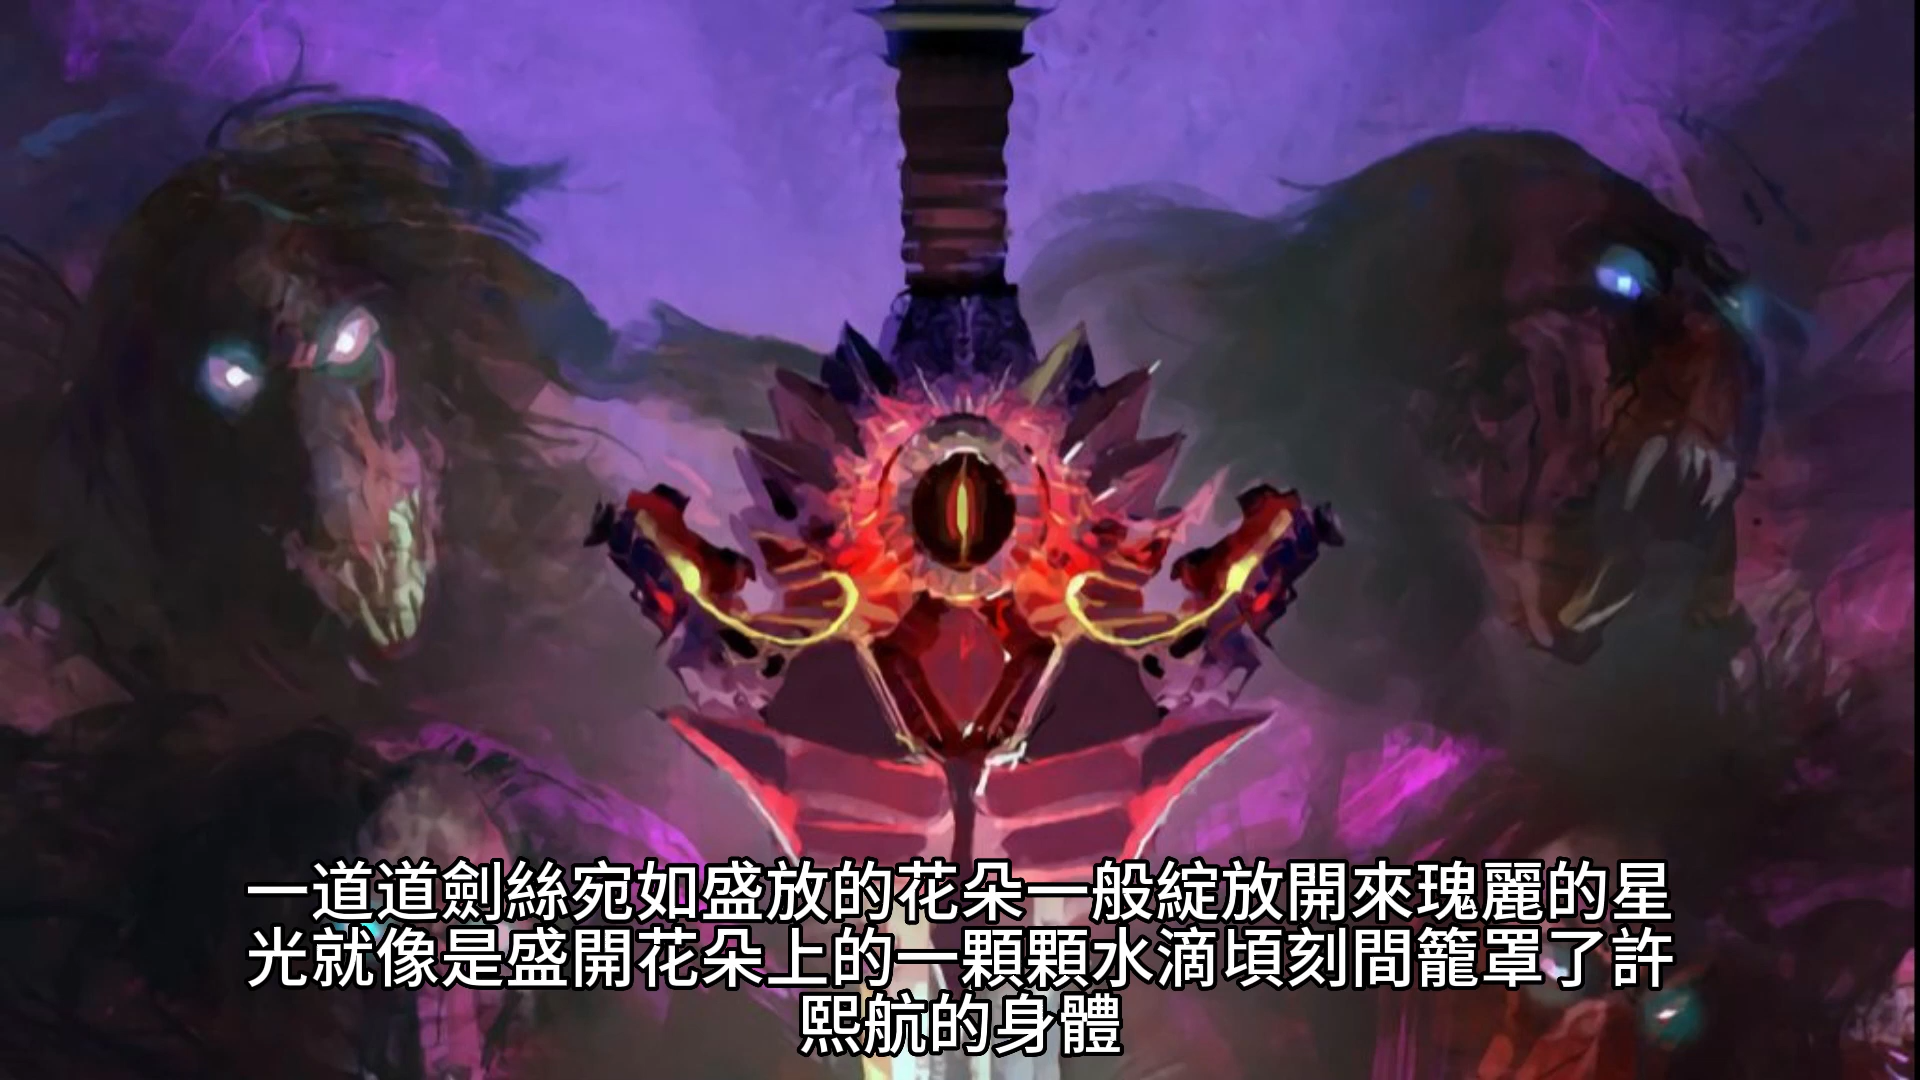 一道道劍絲宛如盛放的花朵一般綻放開來瑰麗的星
光就像是盛開花朵上的一顆顆水滴頃刻間籠罩了許
熙航的身體